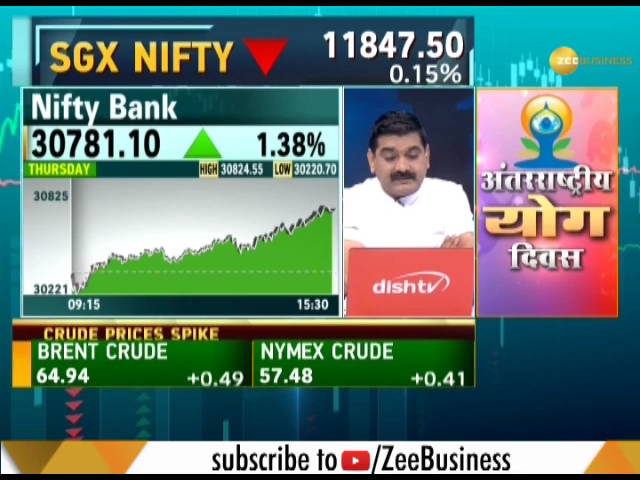 SGX NIFTY
11847.50
0.15%
ZEEBUSINESS
Nifty Bank
30781.10
1.38%
THURSDAY
HIGH 30824.55 LOW 30220.70
30825
30221
09:15 15:30
dishtv
अंतरराष्ट्रीय
योग
दिवस
CRUDE PRICES SPIKE
BRENT CRUDE
64.94 +0.49
NYMEX CRUDE
57.48 +0.41
subscribe to /ZeeBusiness